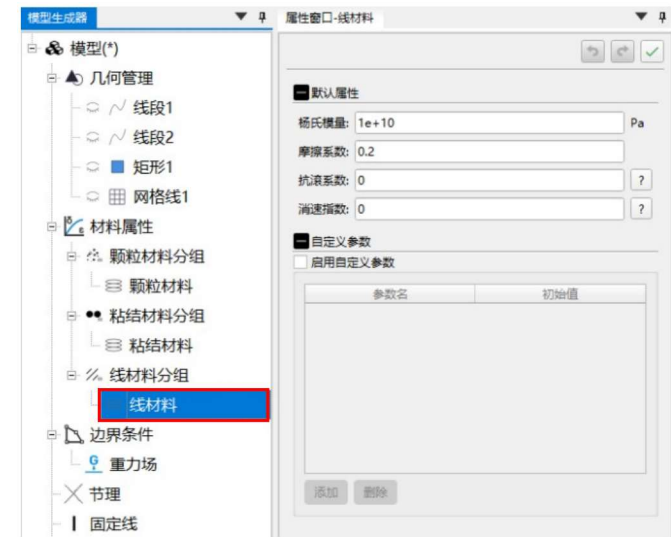 模型生成器
模型(*)
几何管理
线段1
线段2
矩形1
网格线1
材料属性
颗粒材料分组
颗粒材料
粘结材料分组
粘结材料
线材料分组
线材料
边界条件
G
重力场
节理
固定线
属性窗口-线材料
默认属性
杨氏模量: 1e+10 Pa
摩擦系数: 0.2
抗滚系数: 0 ?
消速指数: 0 ?
自定义参数
启用自定义参数
参数名 初始值
添加 删除